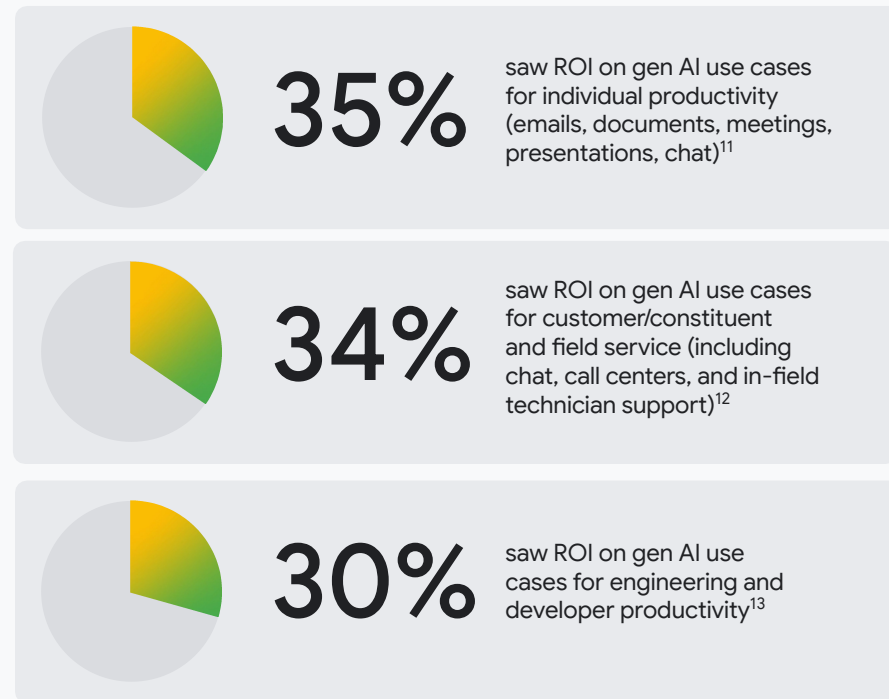 35%
saw ROI on gen AI use cases
for individual productivity
(emails, documents, meetings,
presentations, chat)¹¹
34%
saw ROI on gen AI use cases
for customer/constituent
and field service (including
chat, call centers, and in-field
technician support)¹²
30%
saw ROI on gen AI use
cases for engineering and
developer productivity¹³